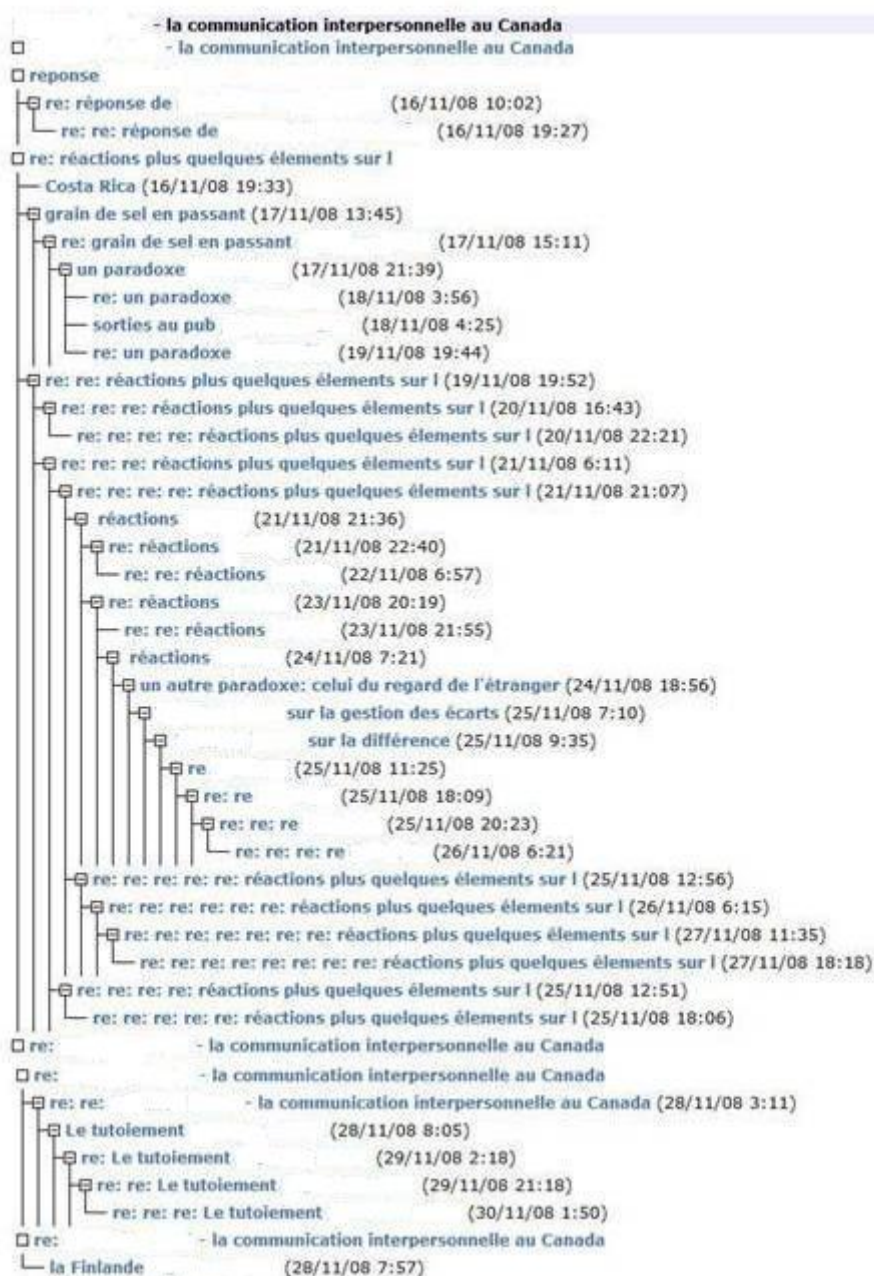 - la communication interpersonnelle au Canada
- la communication interpersonnelle au Canada
reponse
re: réponse de (16/11/08 10:02)
re: re: réponse de (16/11/08 19:27)
re: réactions plus quelques élements sur l
Costa Rica (16/11/08 19:33)
grain de sel en passant (17/11/08 13:45)
re: grain de sel en passant (17/11/08 15:11)
un paradoxe (17/11/08 21:39)
re: un paradoxe (18/11/08 3:56)
sorties au pub (18/11/08 4:25)
re: un paradoxe (19/11/08 19:44)
re: re: réactions plus quelques élements sur l (19/11/08 19:52)
re: re: re: réactions plus quelques élements sur l (20/11/08 16:43)
re: re: re: re: réactions plus quelques élements sur l (20/11/08 22:21)
re: re: re: réactions plus quelques élements sur l (21/11/08 6:11)
re: re: re: re: réactions plus quelques élements sur l (21/11/08 21:07)
réactions (21/11/08 21:36)
re: réactions (21/11/08 22:40)
re: re: réactions (22/11/08 6:57)
re: réactions (23/11/08 20:19)
re: re: réactions (23/11/08 21:55)
réactions (24/11/08 7:21)
un autre paradoxe: celui du regard de l'étranger (24/11/08 18:56)
sur la gestion des écarts (25/11/08 7:10)
sur la différence (25/11/08 9:35)
re (25/11/08 11:25)
re: re (25/11/08 18:09)
re: re: re (25/11/08 20:23)
re: re: re: re (26/11/08 6:21)
re: re: re: re: re: réactions plus quelques élements sur l (25/11/08 12:56)
re: re: re: re: re: re: réactions plus quelques élements sur l (26/11/08 6:15)
re: re: re: re: re: re: re: réactions plus quelques élements sur l (27/11/08 11:35)
re: re: re: re: re: re: re: re: réactions plus quelques élements sur l (27/11/08 18:18)
re: re: re: re: réactions plus quelques élements sur l (25/11/08 12:51)
re: re: re: re: re: réactions plus quelques élements sur l (25/11/08 18:06)
re: - la communication interpersonnelle au Canada
re: - la communication interpersonnelle au Canada
re: re: - la communication interpersonnelle au Canada (28/11/08 3:11)
Le tutoiement (28/11/08 8:05)
re: Le tutoiement (29/11/08 2:18)
re: re: Le tutoiement (29/11/08 21:18)
re: re: re: Le tutoiement (30/11/08 1:50)
re: - la communication interpersonnelle au Canada
la Finlande (28/11/08 7:57)